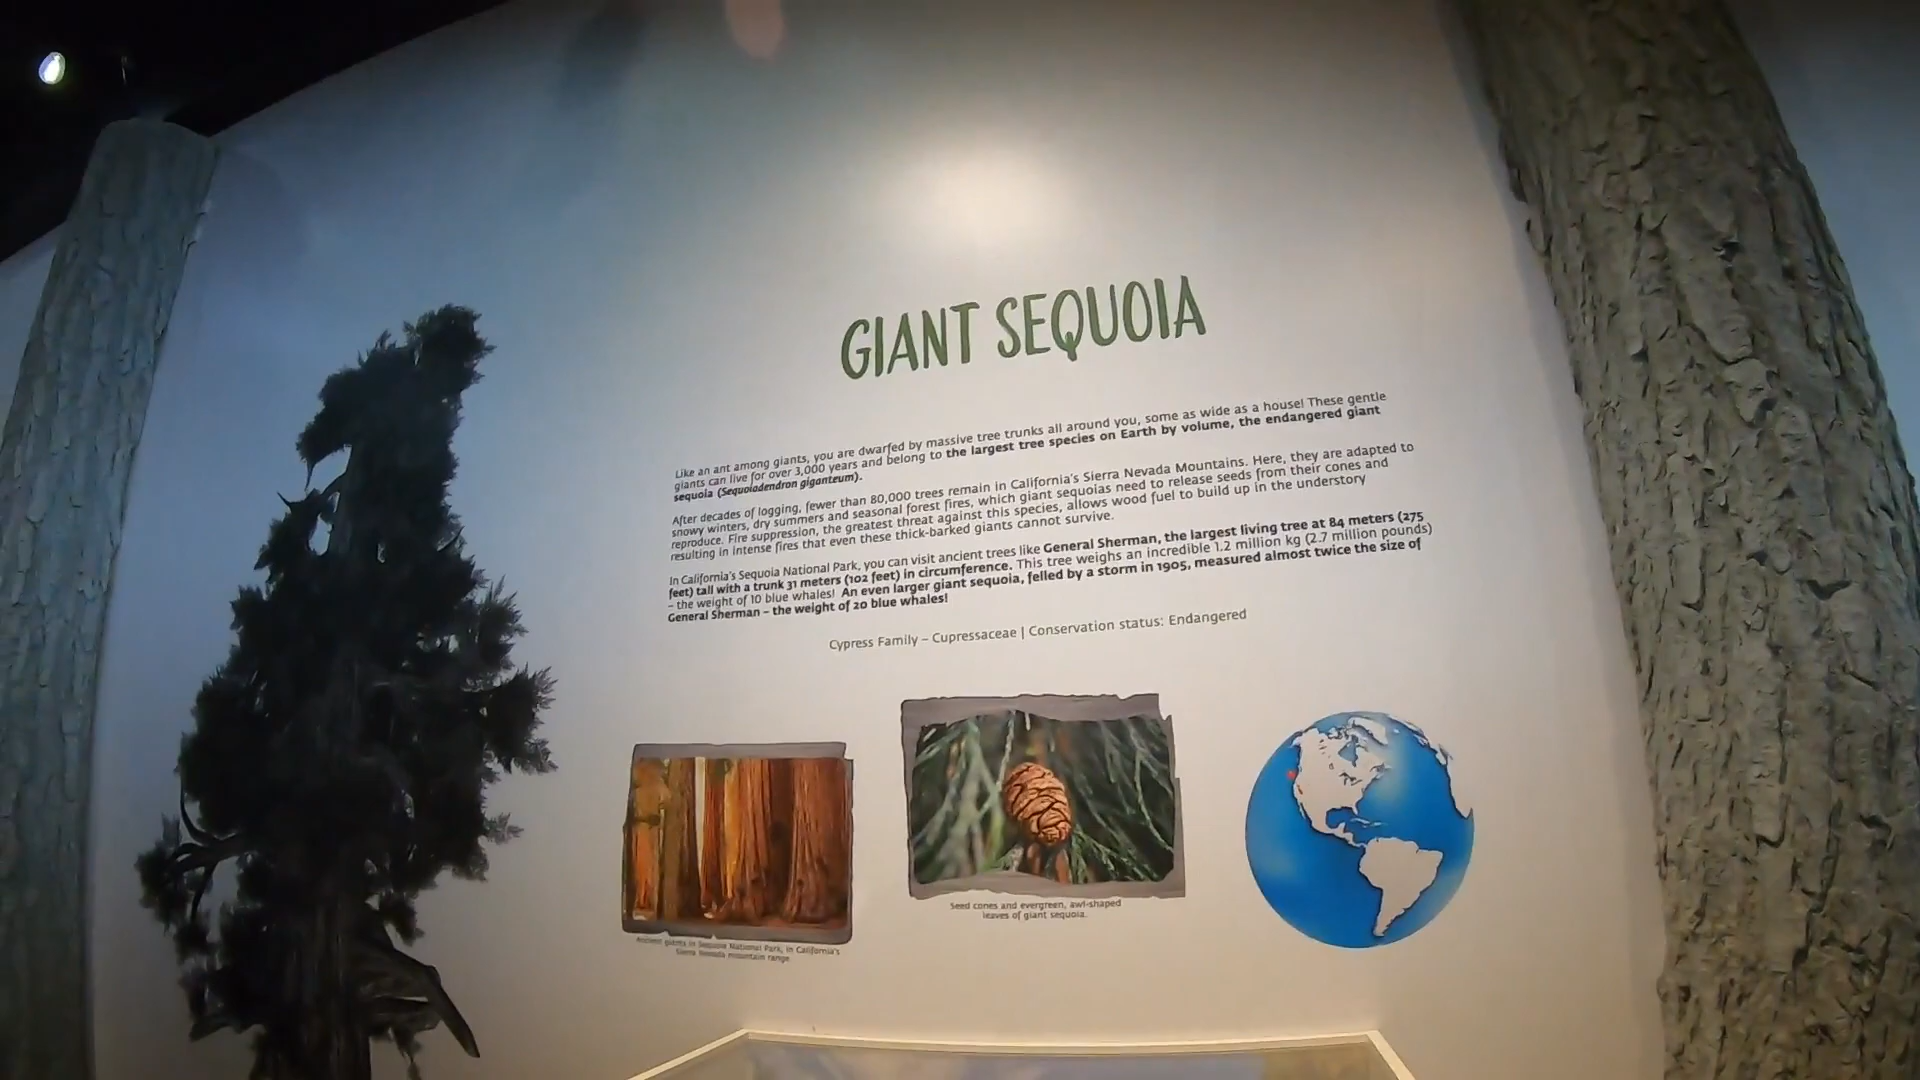 GIANT SEQUOIA
Like an ant among giants, you are dwarfed by massive tree trunks all around you, some as wide as a house! These gentle
giants can live for over 3,000 years and belong to the largest tree species on Earth by volume, the endangered giant
sequoia (Sequoiadendron giganteum).
After decades of logging, fewer than 80,000 trees remain in California's Sierra Nevada Mountains. Here, they are adapted to
snowy winters, dry summers and seasonal forest fires, which giant sequoias need to release seeds from their cones and
reproduce. Fire suppression, the greatest threat against this species, allows wood fuel to build up in the understory
resulting in intense fires that even these thick-barked giants cannot survive.
In California's Sequoia National Park, you can visit ancient trees like General Sherman, the largest living tree at 84 meters (275
feet) tall with a trunk 31 meters (102 feet) in circumference. This tree weighs an incredible 1.2 million kg (2.7 million pounds)
– the weight of 10 blue whales! An even larger giant sequoia, felled by a storm in 1905, measured almost twice the size of
General Sherman – the weight of 20 blue whales!
Cypress Family – Cupressaceae | Conservation status: Endangered
Ancient giants in Sequoia National Park, in California's
Sierra Nevada mountain range.
Seed cones and evergreen, awl-shaped
leaves of giant sequoia.